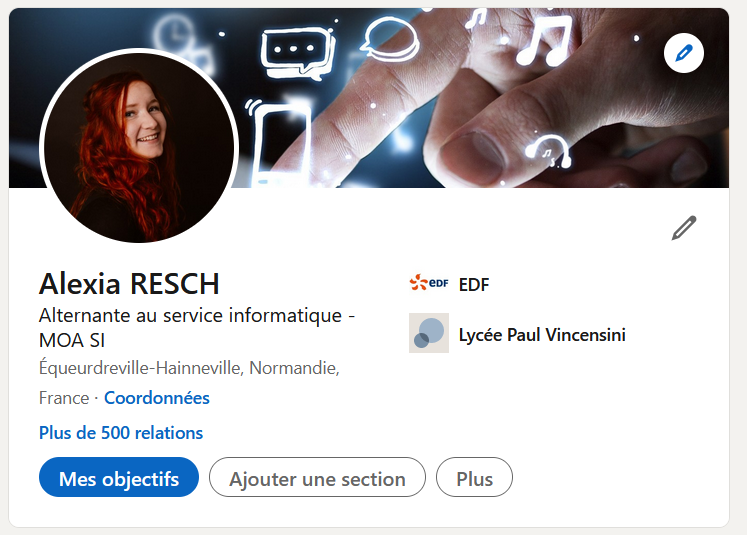 Alexia RESCH
Alternante au service informatique -
MOA SI
Équeurdreville-Hainneville, Normandie,
France · Coordonnées
Plus de 500 relations
eDF EDF
Lycée Paul Vincensini
Mes objectifs
Ajouter une section
Plus